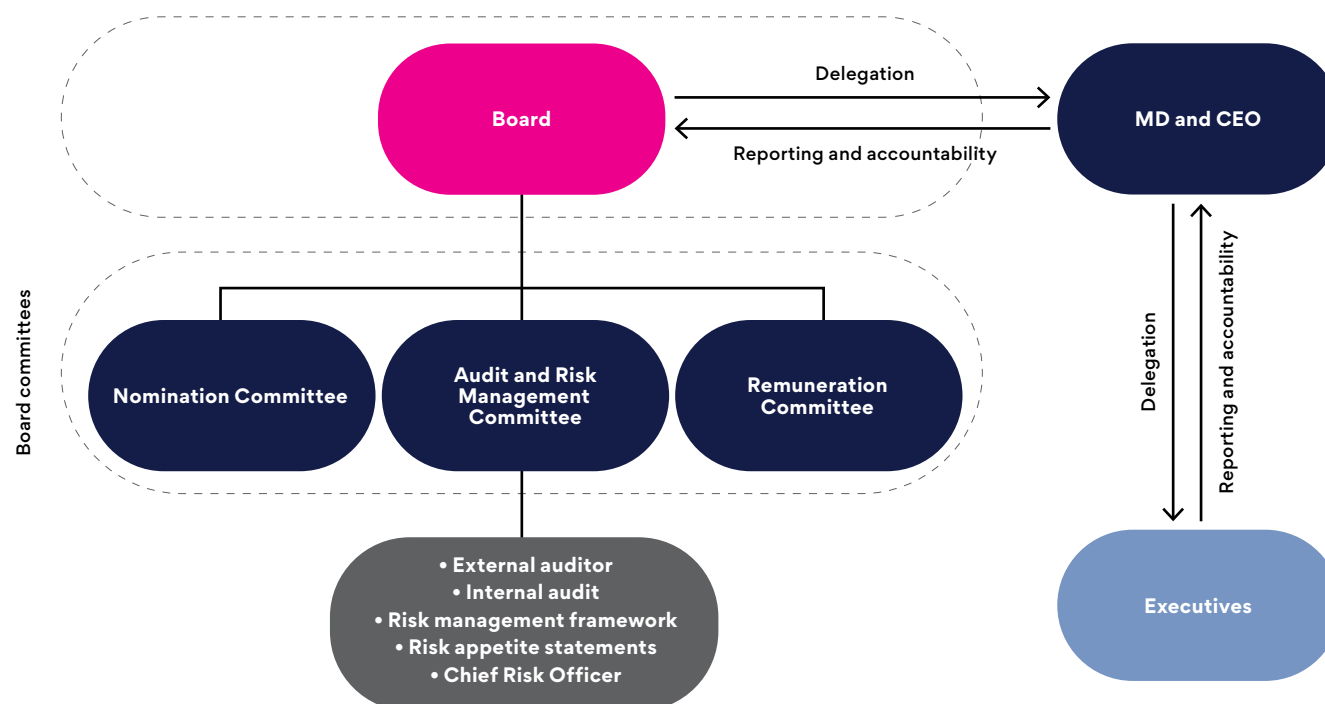 Delegation
Board
MD and CEO
Reporting and accountability
Board committees
Nomination Committee
Audit and Risk
Management
Committee
Remuneration
Committee
Delegation
Reporting and accountability
• External auditor
• Internal audit
• Risk management framework
• Risk appetite statements
• Chief Risk Officer
Executives